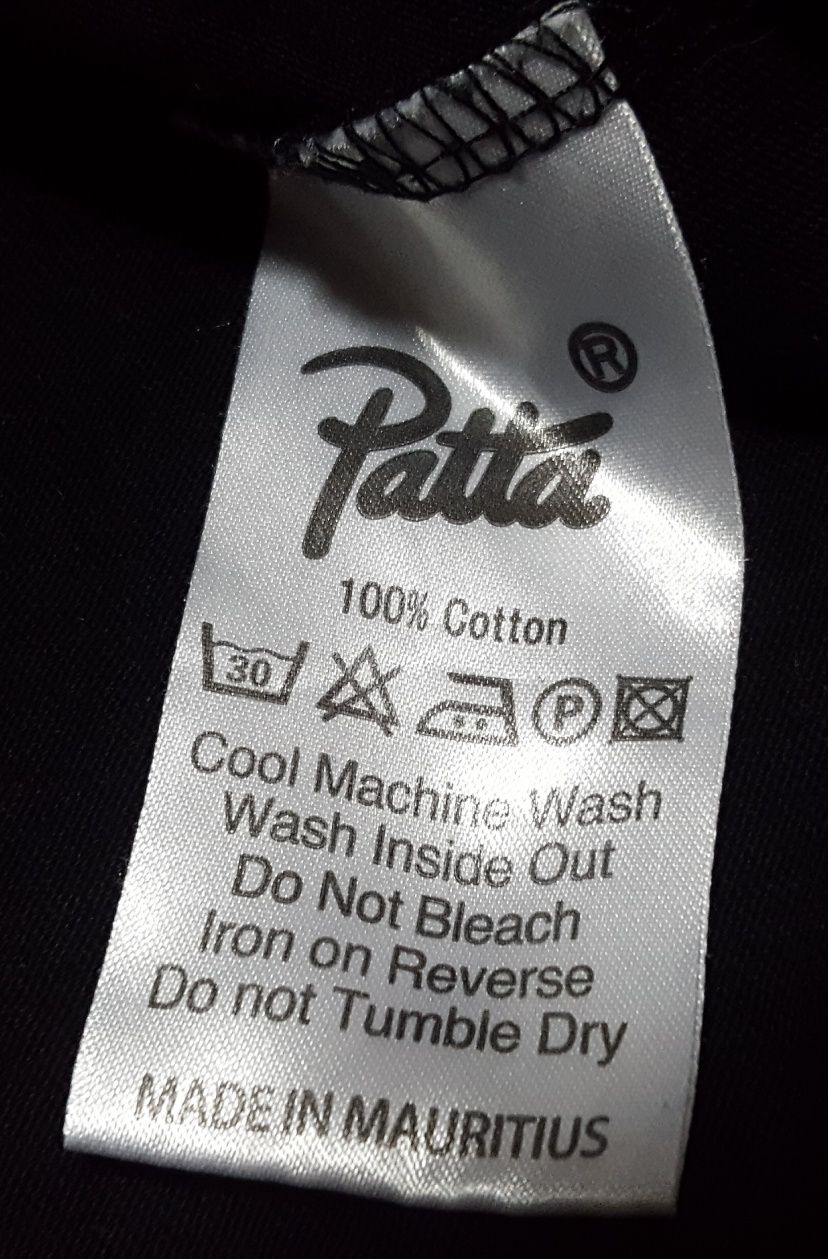 Patta®
100% Cotton
30
P
Cool Machine Wash
Wash Inside Out
Do Not Bleach
Iron on Reverse
Do not Tumble Dry
MADE IN MAURITIUS